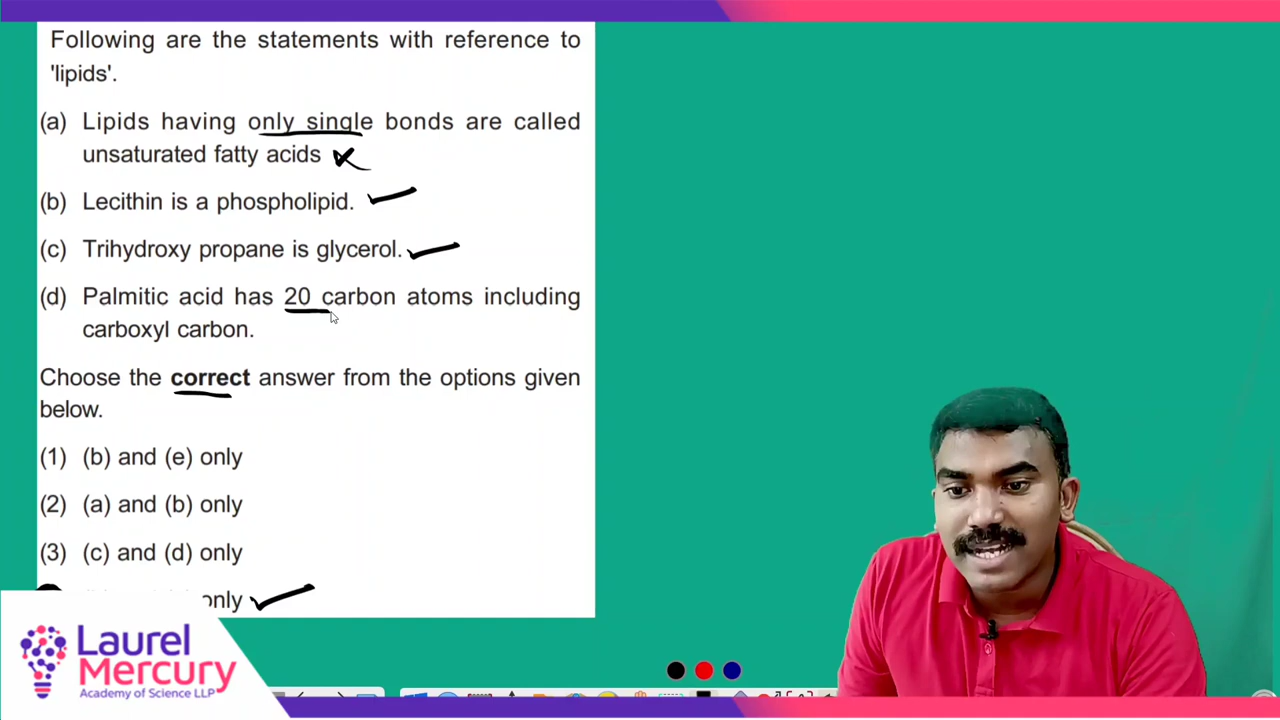 Following are the statements with reference to
'lipids'.
(a) Lipids having only single bonds are called
unsaturated fatty acids
(b) Lecithin is a phospholipid.
(c) Trihydroxy propane is glycerol.
(d) Palmitic acid has 20 carbon atoms including
carboxyl carbon.
Choose the correct answer from the options given
below.
(1) (b) and (e) only
(2) (a) and (b) only
(3) (c) and (d) only
only
Laurel
Mercury
Academy of Science LLP